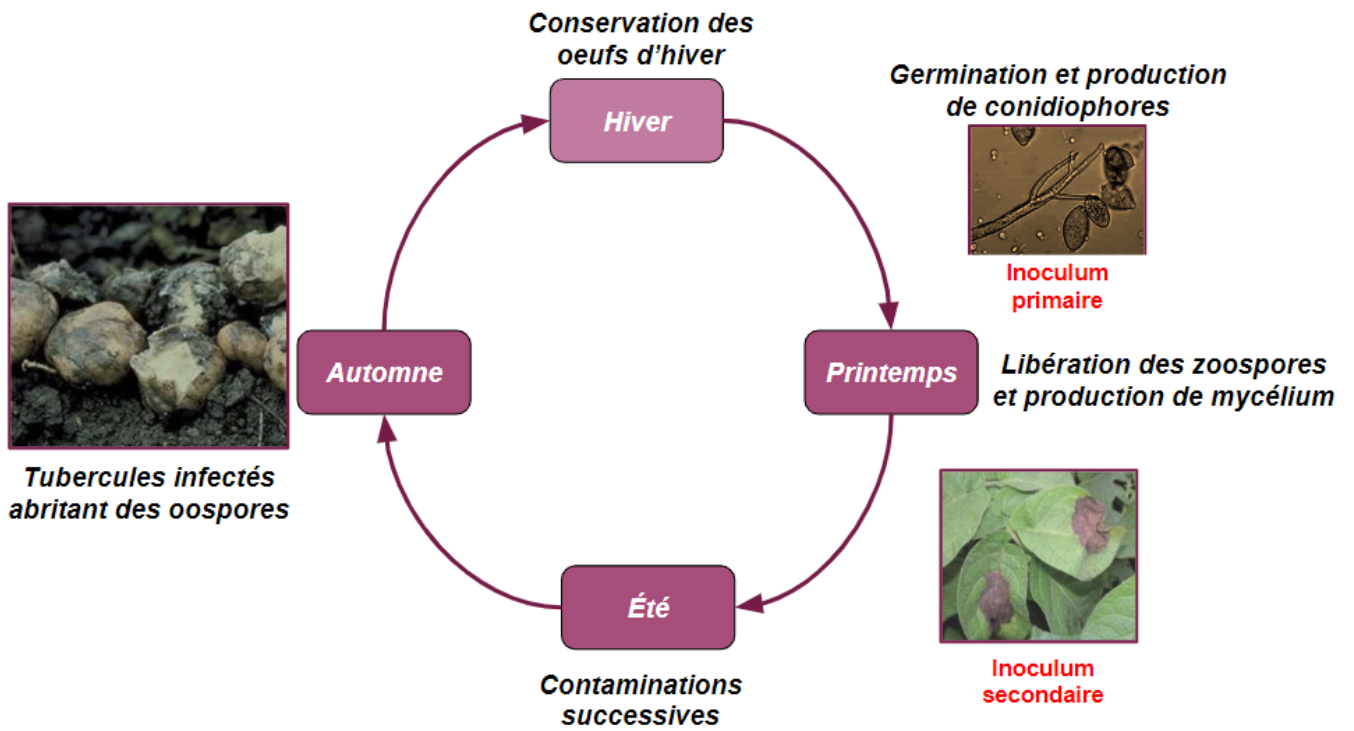 Conservation des
oeufs d'hiver
Hiver
Germination et production
de conidiophores
Inoculum
primaire
Automne
Printemps
Libération des zoospores
et production de mycélium
Tubercules infectés
abritant des oospores
Été
Inoculum
secondaire
Contaminations
successives